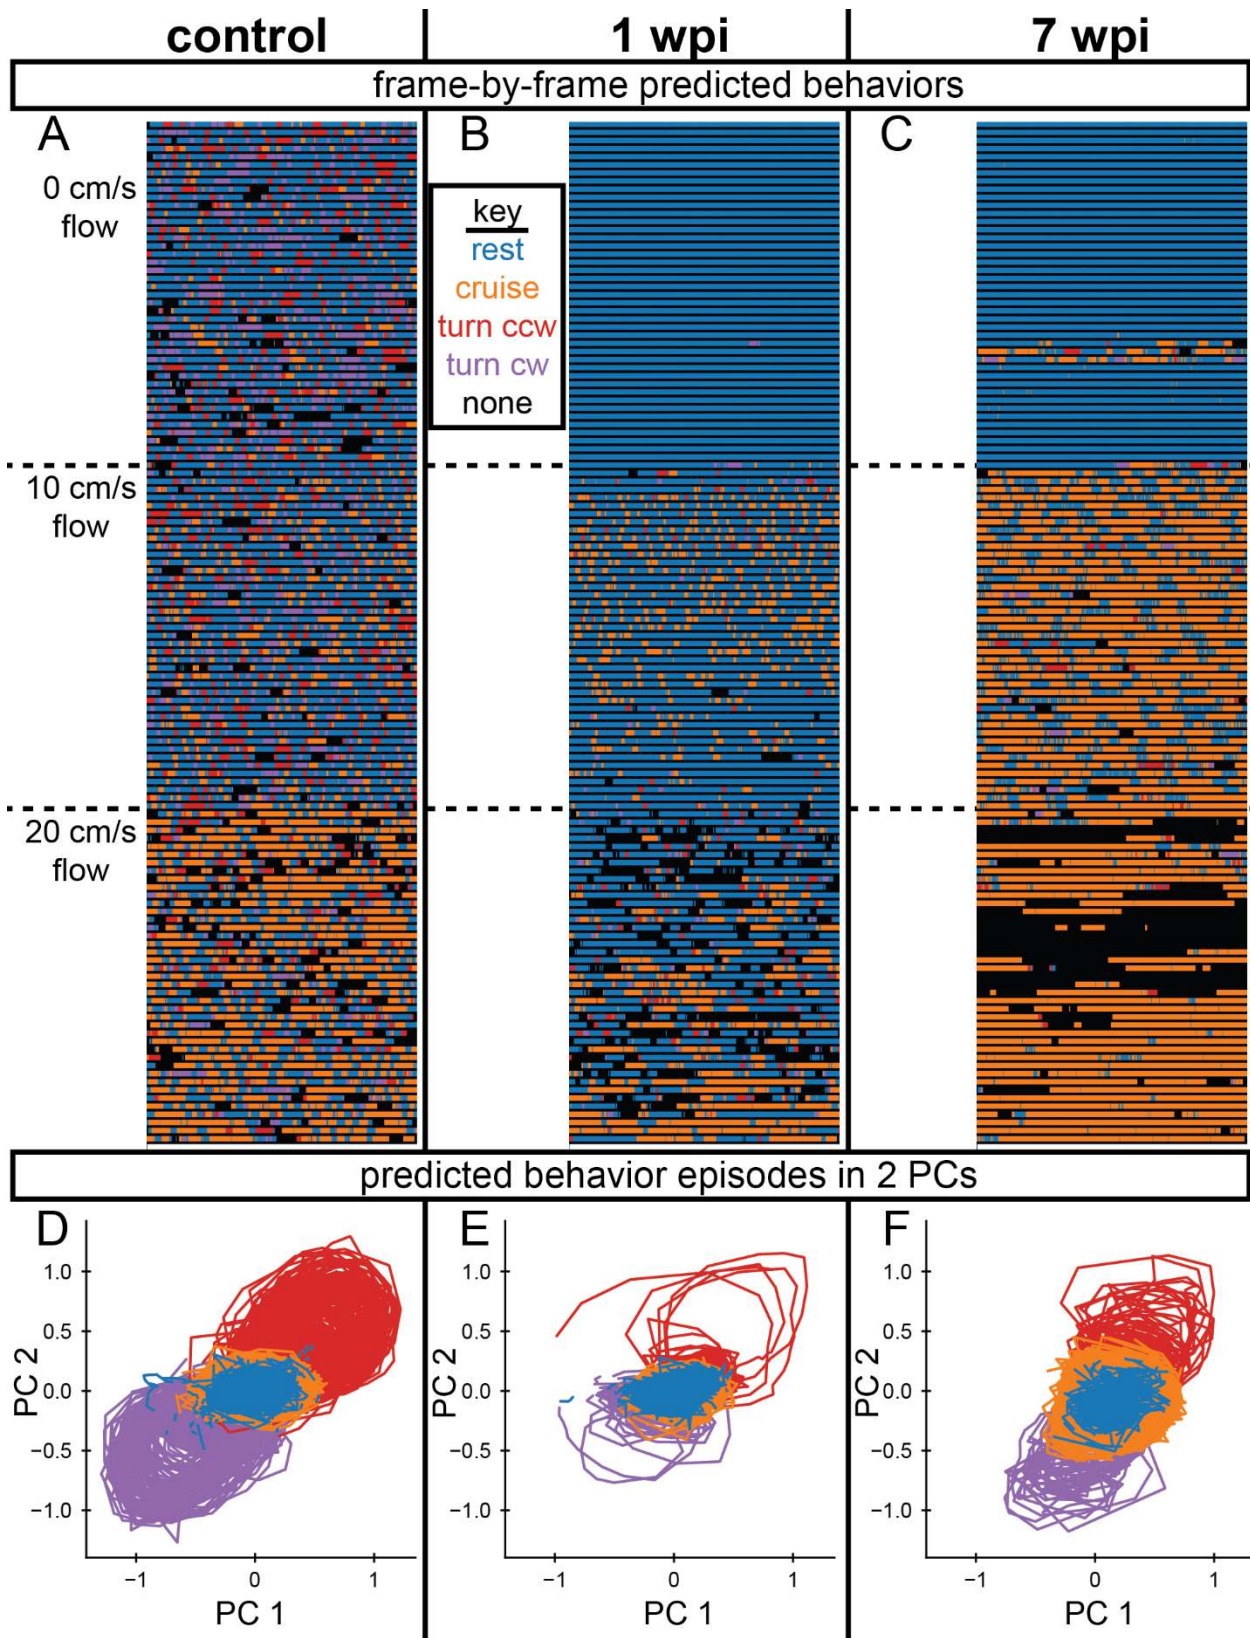 control
1 wpi
7 wpi
frame-by-frame predicted behaviors
A
B
C
0 cm/s
flow
key
rest
cruise
turn ccw
turn cw
none
10 cm/s
flow
20 cm/s
flow
predicted behavior episodes in 2 PCs
D
E
F
1.0
0.5
0.0
−0.5
−1.0
PC 2
−1
0
1
PC 1
1.0
0.5
0.0
−0.5
−1.0
PC 2
−1
0
1
PC 1
1.0
0.5
0.0
−0.5
−1.0
PC 2
−1
0
1
PC 1